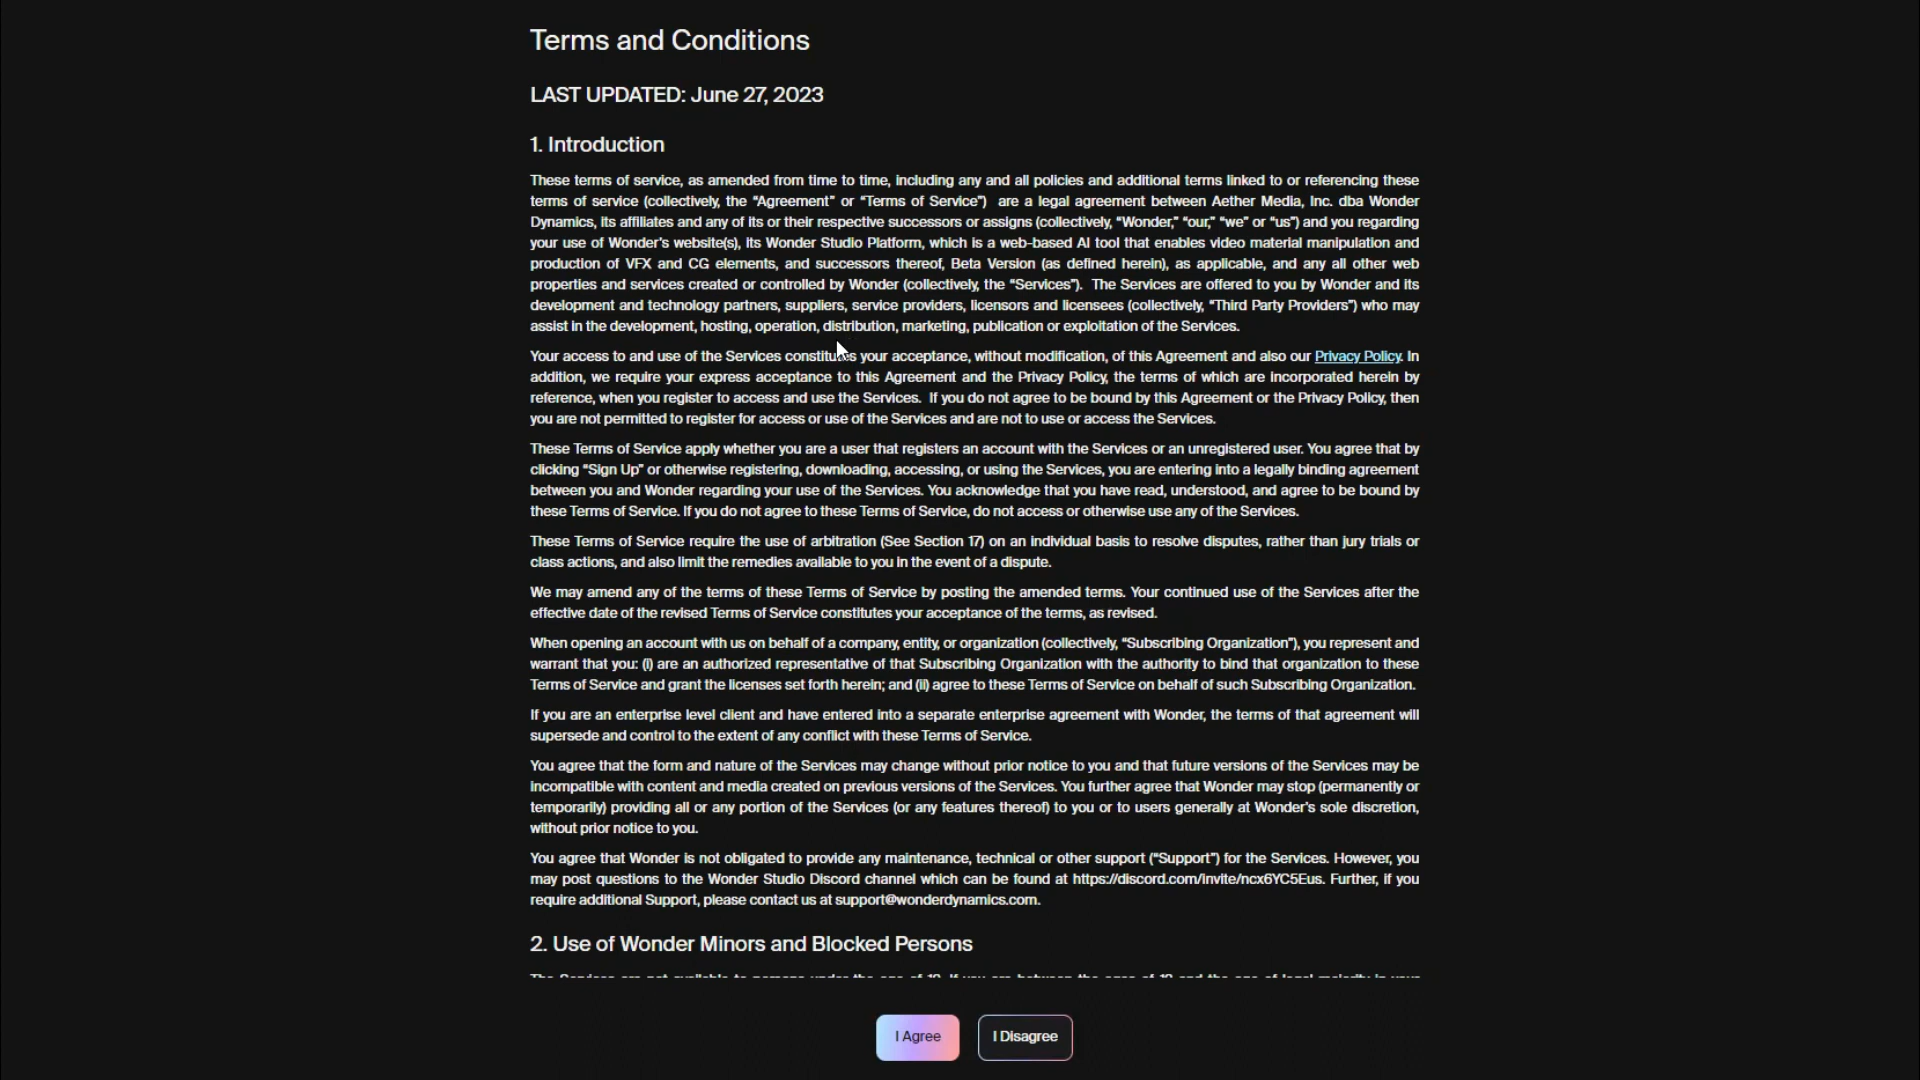 Terms and Conditions
LAST UPDATED: June 27, 2023
1. Introduction
These terms of service, as amended from time to time, including any and all policies and additional terms linked to or referencing these
terms of service (collectively, the “Agreement” or “Terms of Service”) are a legal agreement between Aether Media, Inc. dba Wonder
Dynamics, its affiliates and any of its or their respective successors or assigns (collectively, “Wonder,” “our,” “we” or “us”) and you regarding
your use of Wonder’s website(s), its Wonder Studio Platform, which is a web-based AI tool that enables video material manipulation and
production of VFX and CG elements, and successors thereof, Beta Version (as defined herein), as applicable, and any all other web
properties and services created or controlled by Wonder (collectively, the “Services”). The Services are offered to you by Wonder and its
development and technology partners, suppliers, service providers, licensors and licensees (collectively, “Third Party Providers”) who may
assist in the development, hosting, operation, distribution, marketing, publication or exploitation of the Services.
Your access to and use of the Services constitutes your acceptance, without modification, of this Agreement and also our Privacy Policy. In
addition, we require your express acceptance to this Agreement and the Privacy Policy, the terms of which are incorporated herein by
reference, when you register to access and use the Services. If you do not agree to be bound by this Agreement or the Privacy Policy, then
you are not permitted to register for access or use of the Services and are not to use or access the Services.
These Terms of Service apply whether you are a user that registers an account with the Services or an unregistered user. You agree that by
clicking “Sign Up” or otherwise registering, downloading, accessing, or using the Services, you are entering into a legally binding agreement
between you and Wonder regarding your use of the Services. You acknowledge that you have read, understood, and agree to be bound by
these Terms of Service. If you do not agree to these Terms of Service, do not access or otherwise use any of the Services.
These Terms of Service require the use of arbitration (See Section 17) on an individual basis to resolve disputes, rather than jury trials or
class actions, and also limit the remedies available to you in the event of a dispute.
We may amend any of the terms of these Terms of Service by posting the amended terms. Your continued use of the Services after the
effective date of the revised Terms of Service constitutes your acceptance of the terms, as revised.
When opening an account with us on behalf of a company, entity, or organization (collectively, “Subscribing Organization”), you represent and
warrant that you: (i) are an authorized representative of that Subscribing Organization with the authority to bind that organization to these
Terms of Service and grant the licenses set forth herein; and (ii) agree to these Terms of Service on behalf of such Subscribing Organization.
If you are an enterprise level client and have entered into a separate enterprise agreement with Wonder, the terms of that agreement will
supersede and control to the extent of any conflict with these Terms of Service.
You agree that the form and nature of the Services may change without prior notice to you and that future versions of the Services may be
incompatible with content and media created on previous versions of the Services. You further agree that Wonder may stop (permanently or
temporarily) providing all or any portion of the Services (or any features thereof) to you or to users generally at Wonder’s sole discretion,
without prior notice to you.
You agree that Wonder is not obligated to provide any maintenance, technical or other support (“Support”) for the Services. However, you
may post questions to the Wonder Studio Discord channel which can be found at https://discord.com/invite/ncx6YC5Eus. Further, if you
require additional Support, please contact us at support@wonderdynamics.com.
2. Use of Wonder Minors and Blocked Persons
I Agree
I Disagree